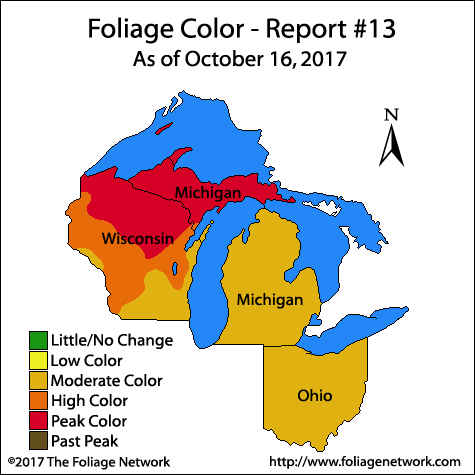 Foliage Color - Report #13
As of October 16, 2017
N
Michigan
Wisconsin
Michigan
Ohio
Little/No Change
Low Color
Moderate Color
High Color
Peak Color
Past Peak
©2017 The Foliage Network
http://www.foliagenetwork.com